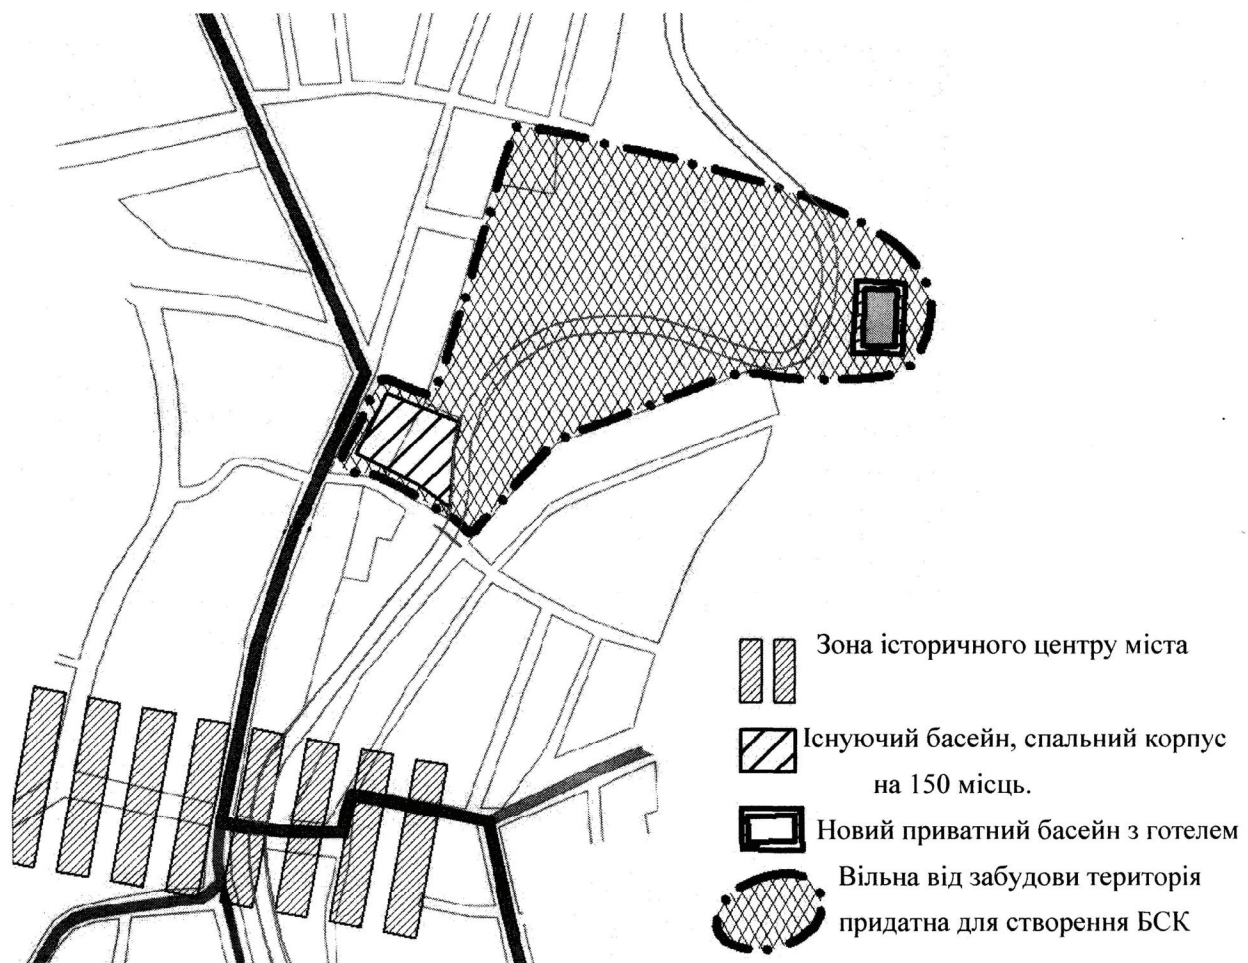 Зона історичного центру міста
Існуючий басейн, спальний корпус
на 150 місць.
Новий приватний басейн з готелем
Вільна від забудови територія
придатна для створення БСК